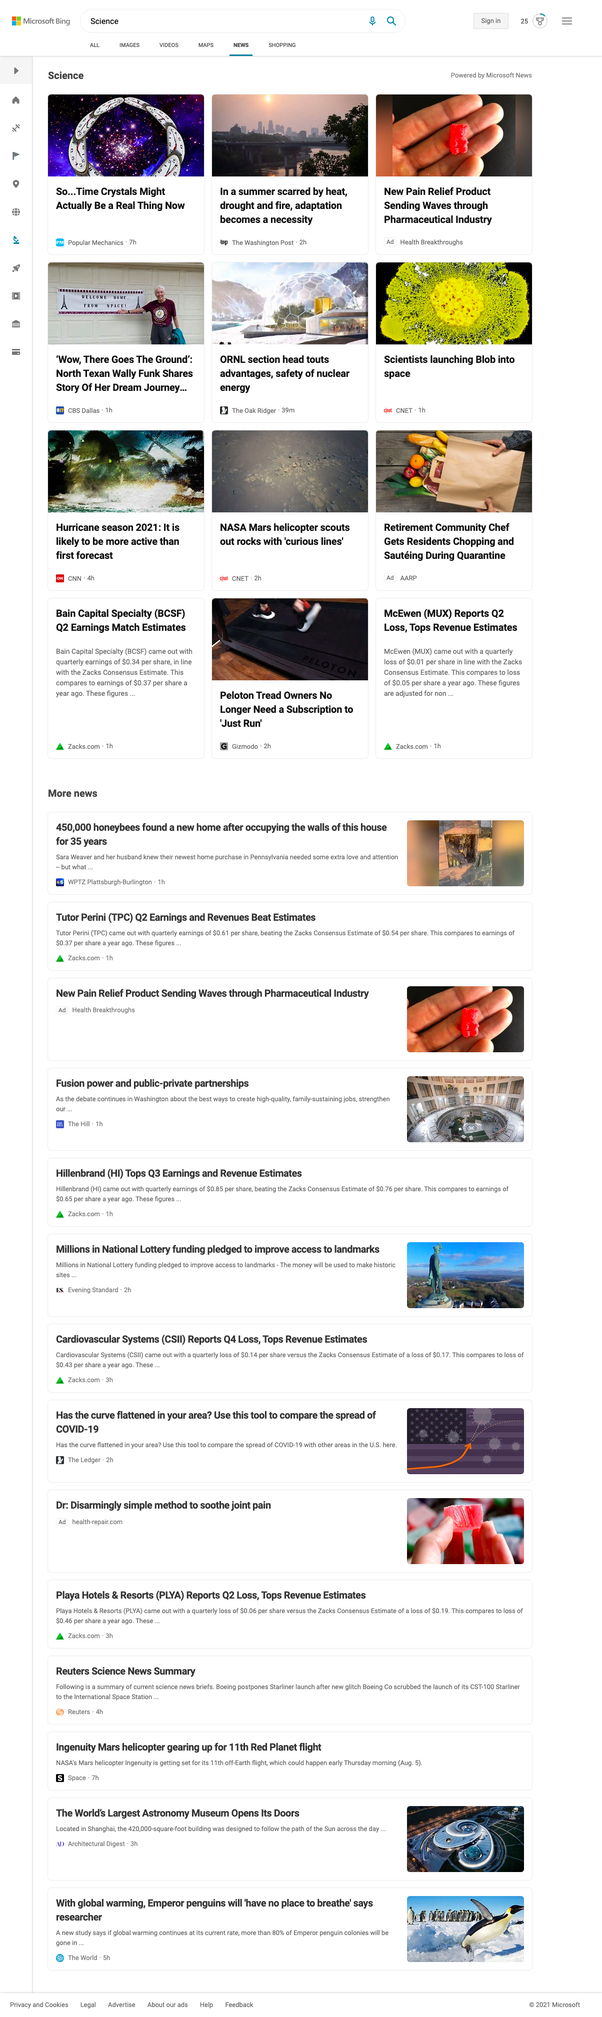 Microsoft Bing
Science
Sign in
25
ALL IMAGES VIDEOS MAPS NEWS SHOPPING
Science
Powered by Microsoft News
So...Time Crystals Might
Actually Be a Real Thing Now
Popular Mechanics · 7h
In a summer scarred by heat,
drought and fire, adaptation
becomes a necessity
wp The Washington Post · 2h
New Pain Relief Product
Sending Waves through
Pharmaceutical Industry
Ad Health Breakthroughs
WELCOME HOME
FROM SPACE!
'Wow, There Goes The Ground':
North Texan Wally Funk Shares
Story Of Her Dream Journey...
CBS Dallas · 1h
ORNL section head touts
advantages, safety of nuclear
energy
The Oak Ridger · 39m
Scientists launching Blob into
space
CNET · 1h
Hurricane season 2021: It is
likely to be more active than
first forecast
CNN · 4h
NASA Mars helicopter scouts
out rocks with 'curious lines'
CNET · 2h
Retirement Community Chef
Gets Residents Chopping and
Sautéing During Quarantine
Ad AARP
Bain Capital Specialty (BCSF)
Q2 Earnings Match Estimates
Bain Capital Specialty (BCSF) came out with
quarterly earnings of $0.34 per share, in line
with the Zacks Consensus Estimate. This
compares to earnings of $0.37 per share a
year ago. These figures ...
Zacks.com · 1h
PELOTON
Peloton Tread Owners No
Longer Need a Subscription to
'Just Run'
G Gizmodo · 2h
McEwen (MUX) Reports Q2
Loss, Tops Revenue Estimates
McEwen (MUX) came out with a quarterly
loss of $0.01 per share in line with the Zacks
Consensus Estimate. This compares to loss
of $0.05 per share a year ago. These figures
are adjusted for non ...
Zacks.com · 1h
More news
450,000 honeybees found a new home after occupying the walls of this house
for 35 years
Sara Weaver and her husband knew their newest home purchase in Pennsylvania needed some extra love and attention
– but what ...
WPTZ Plattsburgh-Burlington · 1h
Tutor Perini (TPC) Q2 Earnings and Revenues Beat Estimates
Tutor Perini (TPC) came out with quarterly earnings of $0.61 per share, beating the Zacks Consensus Estimate of $0.54 per share. This compares to earnings of
$0.37 per share a year ago. These figures ...
Zacks.com · 1h
New Pain Relief Product Sending Waves through Pharmaceutical Industry
Ad Health Breakthroughs
Fusion power and public-private partnerships
As the debate continues in Washington about the best ways to create high-quality, family-sustaining jobs, strengthen
our ...
The Hill · 1h
Hillenbrand (HI) Tops Q3 Earnings and Revenue Estimates
Hillenbrand (HI) came out with quarterly earnings of $0.85 per share, beating the Zacks Consensus Estimate of $0.76 per share. This compares to earnings of
$0.65 per share a year ago. These figures ...
Zacks.com · 1h
Millions in National Lottery funding pledged to improve access to landmarks
Millions in National Lottery funding pledged to improve access to landmarks - The money will be used to make historic
sites ...
ES. Evening Standard · 2h
Cardiovascular Systems (CSII) Reports Q4 Loss, Tops Revenue Estimates
Cardiovascular Systems (CSII) came out with a quarterly loss of $0.14 per share versus the Zacks Consensus Estimate of a loss of $0.17. This compares to loss of
$0.43 per share a year ago. These ...
Zacks.com · 3h
Has the curve flattened in your area? Use this tool to compare the spread of
COVID-19
Has the curve flattened in your area? Use this tool to compare the spread of COVID-19 with other areas in the U.S. here.
The Ledger · 2h
Dr: Disarmingly simple method to soothe joint pain
Ad health-repair.com
Playa Hotels & Resorts (PLYA) Reports Q2 Loss, Tops Revenue Estimates
Playa Hotels & Resorts (PLYA) came out with a quarterly loss of $0.06 per share versus the Zacks Consensus Estimate of a loss of $0.19. This compares to loss of
$0.46 per share a year ago. These ...
Zacks.com · 3h
Reuters Science News Summary
Following is a summary of current science news briefs. Boeing postpones Starliner launch after new glitch Boeing Co scrubbed the launch of its CST-100 Starliner
to the International Space Station ...
Reuters · 4h
Ingenuity Mars helicopter gearing up for 11th Red Planet flight
NASA's Mars helicopter Ingenuity is getting set for its 11th off-Earth flight, which could happen early Thursday morning (Aug. 5).
S Space · 7h
The World's Largest Astronomy Museum Opens Its Doors
Located in Shanghai, the 420,000-square-foot building was designed to follow the path of the Sun across the day ...
AD Architectural Digest · 3h
With global warming, Emperor penguins will 'have no place to breathe' says
researcher
A new study says if global warming continues at its current rate, more than 80% of Emperor penguin colonies will be
gone in ...
The World · 5h
Privacy and Cookies Legal Advertise About our ads Help Feedback
© 2021 Microsoft